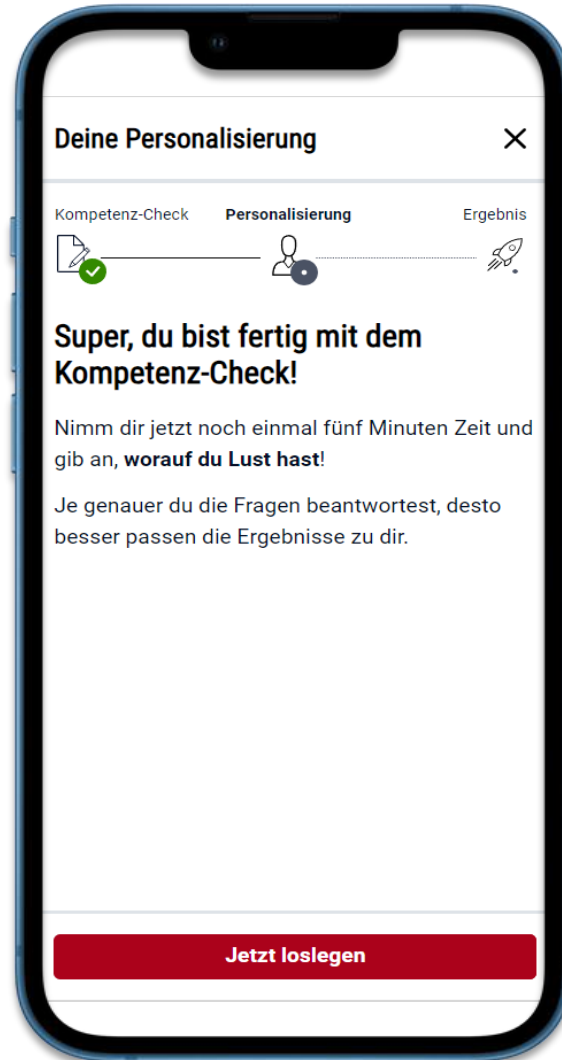 Deine Personalisierung
Kompetenz-Check Personalisierung Ergebnis
Super, du bist fertig mit dem
Kompetenz-Check!
Nimm dir jetzt noch einmal fünf Minuten Zeit und
gib an, worauf du Lust hast!
Je genauer du die Fragen beantwortest, desto
besser passen die Ergebnisse zu dir.
Jetzt loslegen